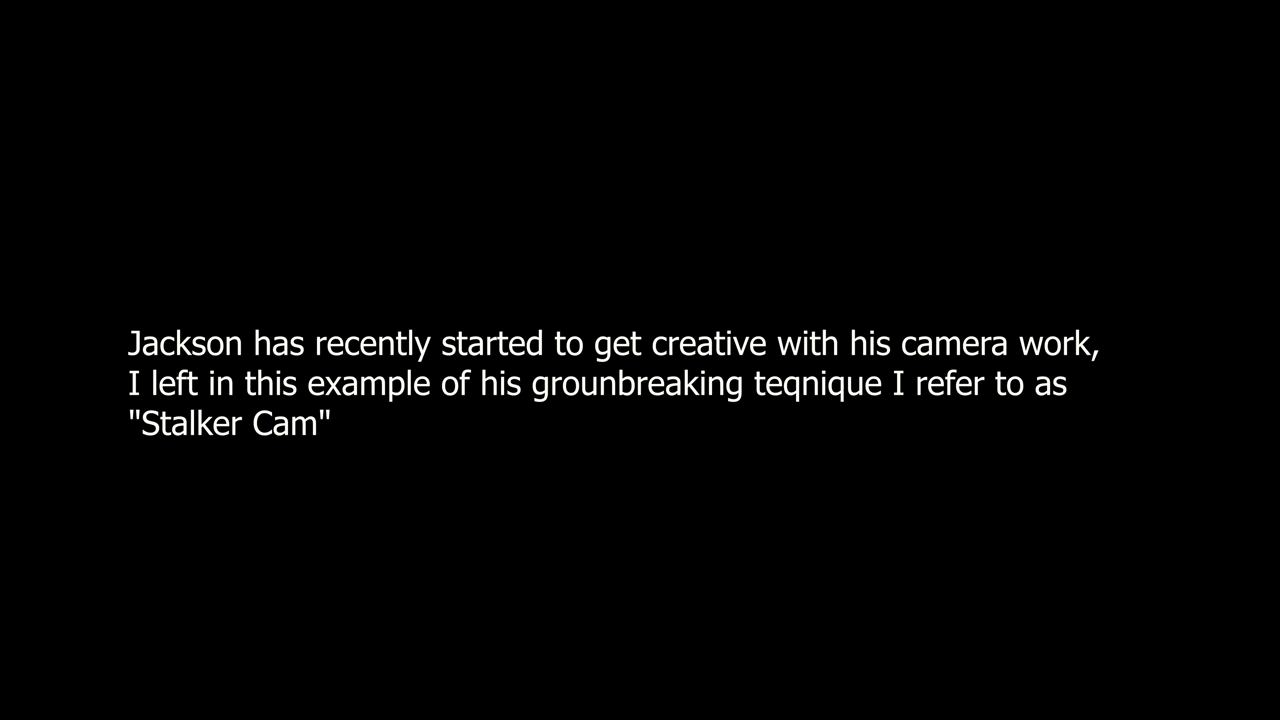 Jackson has recently started to get creative with his camera work,
I left in this example of his grounbreaking teqnique I refer to as
"Stalker Cam"